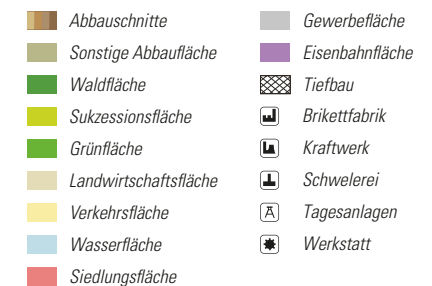 Abbauschnitte
Sonstige Abbaufläche
Waldfläche
Sukzessionsfläche
Grünfläche
Landwirtschaftsfläche
Verkehrsfläche
Wasserfläche
Siedlungsfläche
Gewerbefläche
Eisenbahnfläche
Tiefbau
Brikettfabrik
Kraftwerk
Schwelerei
Tagesanlagen
Werkstatt